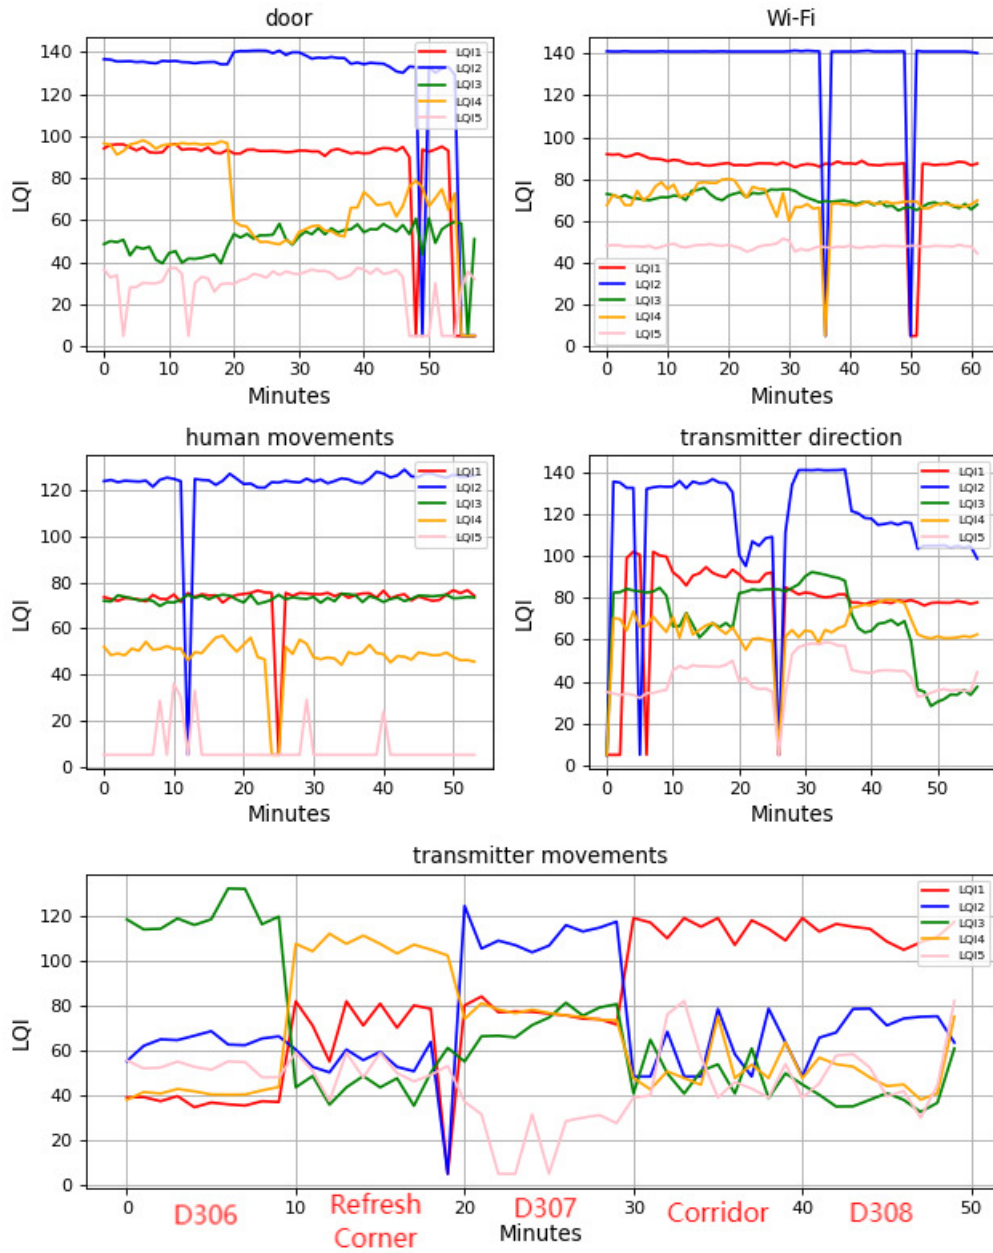 door
140
120
100
80
60
40
20
0
LQI
LQI1
LQI2
LQI3
LQI4
LQI5
0 10 20 30 40 50
Minutes
Wi-Fi
140
120
100
80
60
40
20
0
LQI
LQI1
LQI2
LQI3
LQI4
LQI5
0 10 20 30 40 50 60
Minutes
human movements
120
100
80
60
40
20
0
LQI
LQI1
LQI2
LQI3
LQI4
LQI5
0 10 20 30 40 50
Minutes
transmitter direction
140
120
100
80
60
40
20
0
LQI
LQI1
LQI2
LQI3
LQI4
LQI5
0 10 20 30 40 50
Minutes
transmitter movements
120
100
80
60
40
20
0
LQI
LQI1
LQI2
LQI3
LQI4
LQI5
0 10 20 30 40 50
D306 Refresh D307 Corridor D308
Corner
Minutes